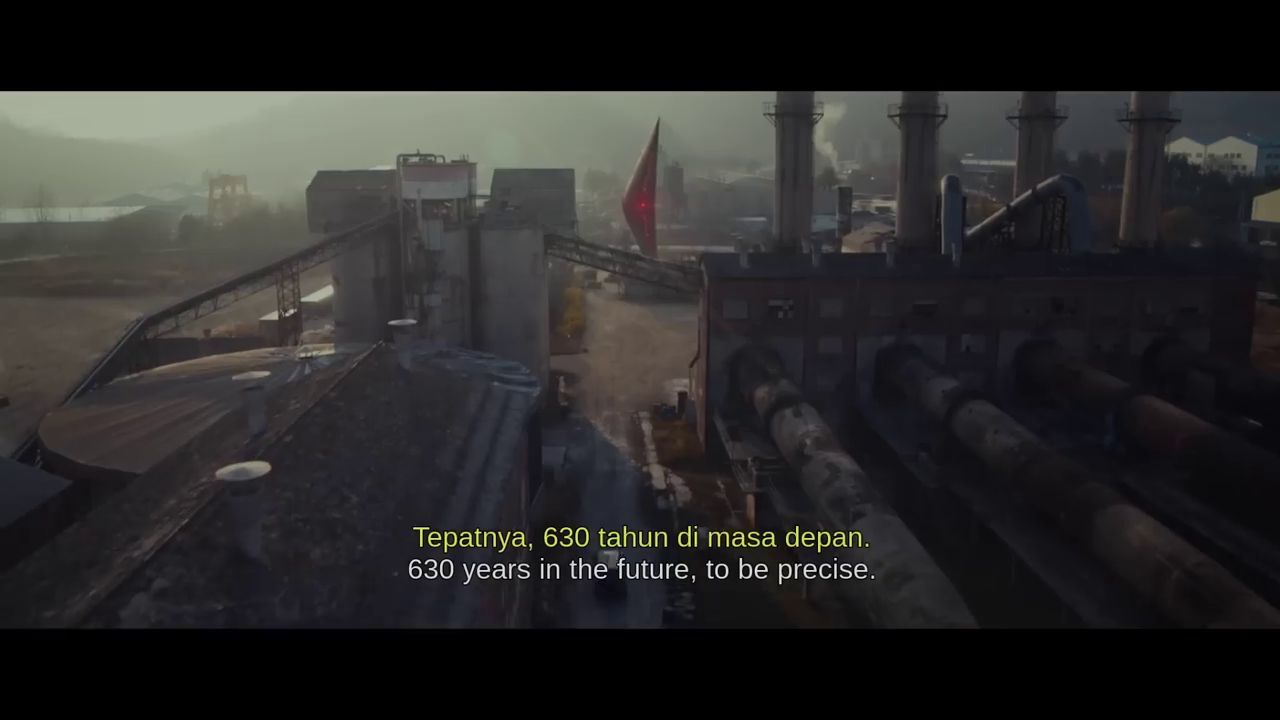 Tepatnya, 630 tahun di masa depan.
630 years in the future, to be precise.